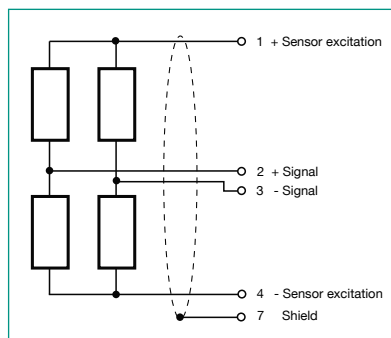 1 + Sensor excitation
2 + Signal
3 - Signal
4 - Sensor excitation
7 Shield